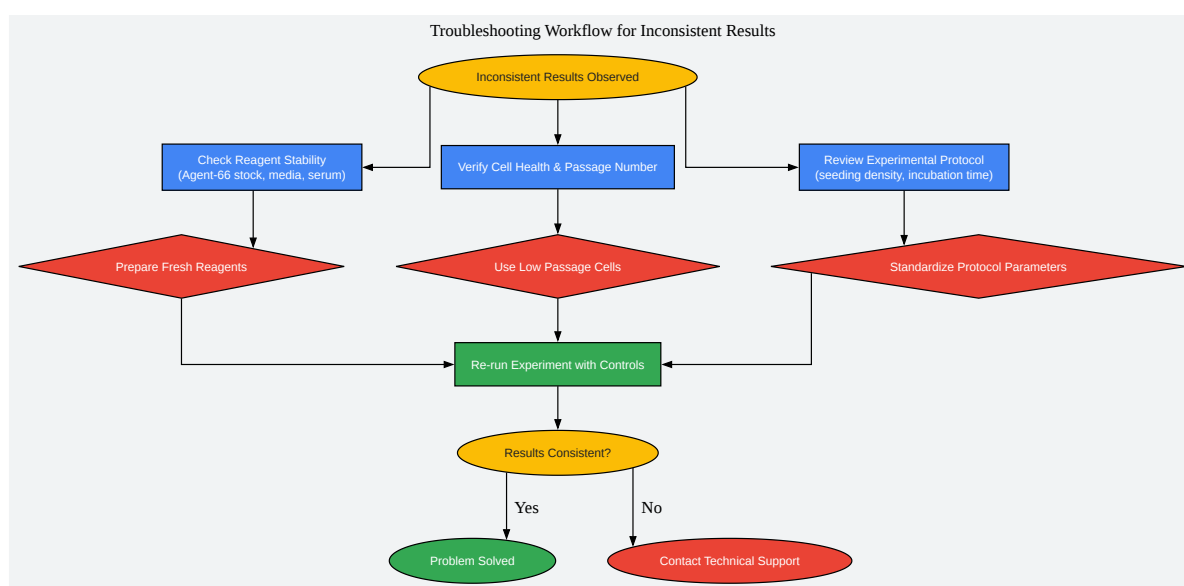 Troubleshooting Workflow for Inconsistent Results
Inconsistent Results Observed
Check Reagent Stability
(Agent-66 stock, media, serum)
Verify Cell Health & Passage Number
Review Experimental Protocol
(seeding density, incubation time)
Prepare Fresh Reagents
Use Low Passage Cells
Standardize Protocol Parameters
Re-run Experiment with Controls
Results Consistent?
Yes
No
Problem Solved
Contact Technical Support